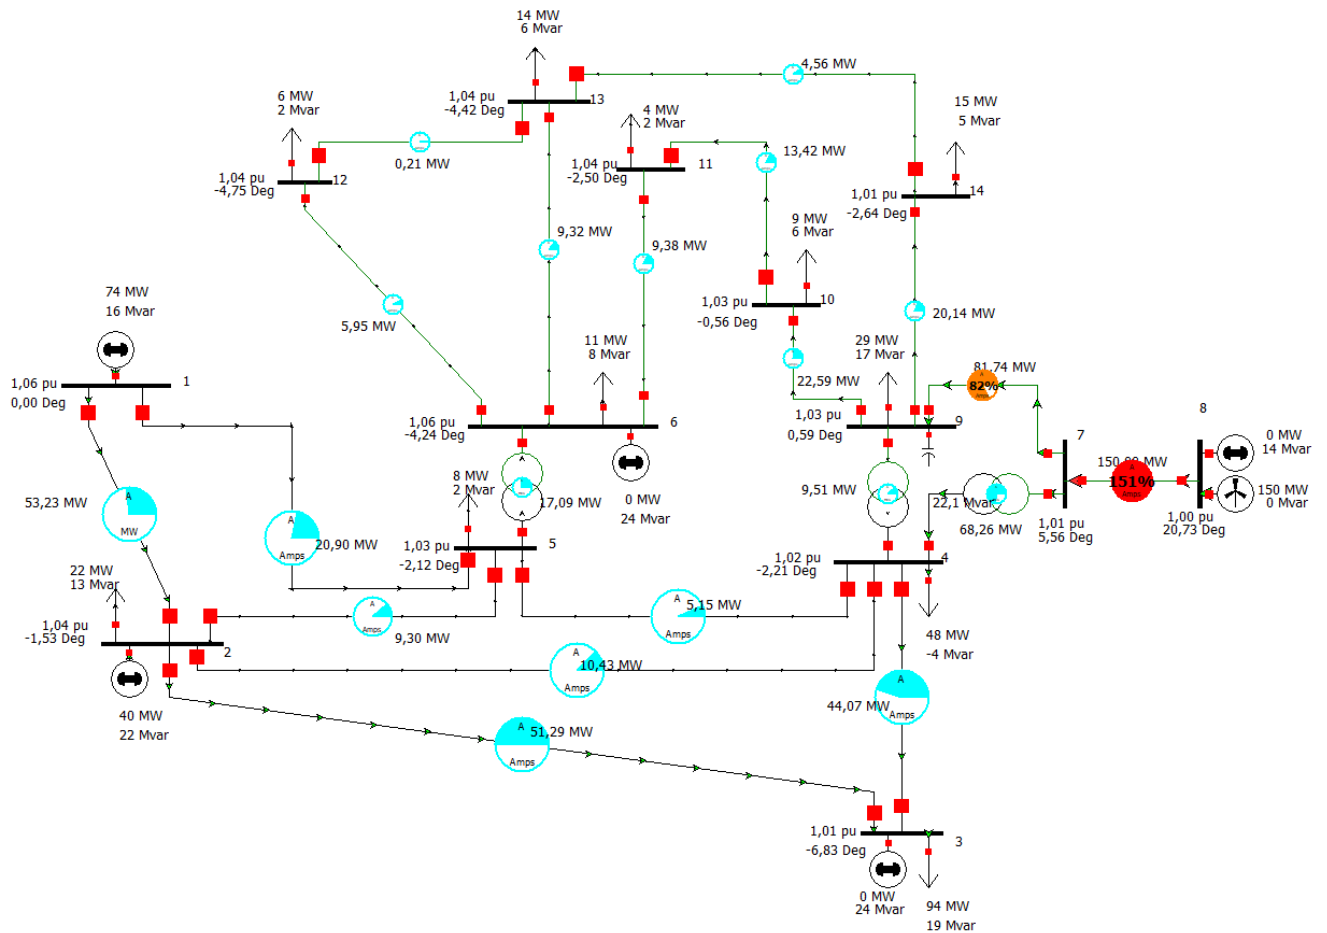 14 MW
6 Mvar
4,56 MW
1,04 pu
-4,42 Deg
13
6 MW
2 Mvar
0,21 MW
1,04 pu
-4,75 Deg
12
4 MW
2 Mvar
11
1,04 pu
-2,50 Deg
13,42 MW
15 MW
5 Mvar
14
1,01 pu
-2,64 Deg
9,32 MW
9,38 MW
9 MW
6 Mvar
10
1,03 pu
-0,56 Deg
20,14 MW
5,95 MW
74 MW
16 Mvar
1
1,06 pu
0,00 Deg
11 MW
8 Mvar
6
1,06 pu
-4,24 Deg
0 MW
24 Mvar
29 MW
17 Mvar
22,59 MW
1,03 pu
0,59 Deg
9
81,74 MW
A
82%
Amps
7
8
0 MW
14 Mvar
150 MW
0 Mvar
A
151%
Amps
1,00 pu
20,73 Deg
1,01 pu
5,56 Deg
22,1 Mvar
68,26 MW
9,51 MW
53,23 MW
A
MW
A
Amps
20,90 MW
8 MW
2 Mvar
17,09 MW
1,03 pu
-2,12 Deg
5
1,02 pu
-2,21 Deg
4
22 MW
13 Mvar
1,04 pu
-1,53 Deg
2
A
Amps
9,30 MW
A
5,15 MW
Amps
A
10,43 MW
Amps
48 MW
-4 Mvar
40 MW
22 Mvar
A
51,29 MW
Amps
A
44,07 MW
Amps
1,01 pu
-6,83 Deg
3
0 MW
24 Mvar
94 MW
19 Mvar